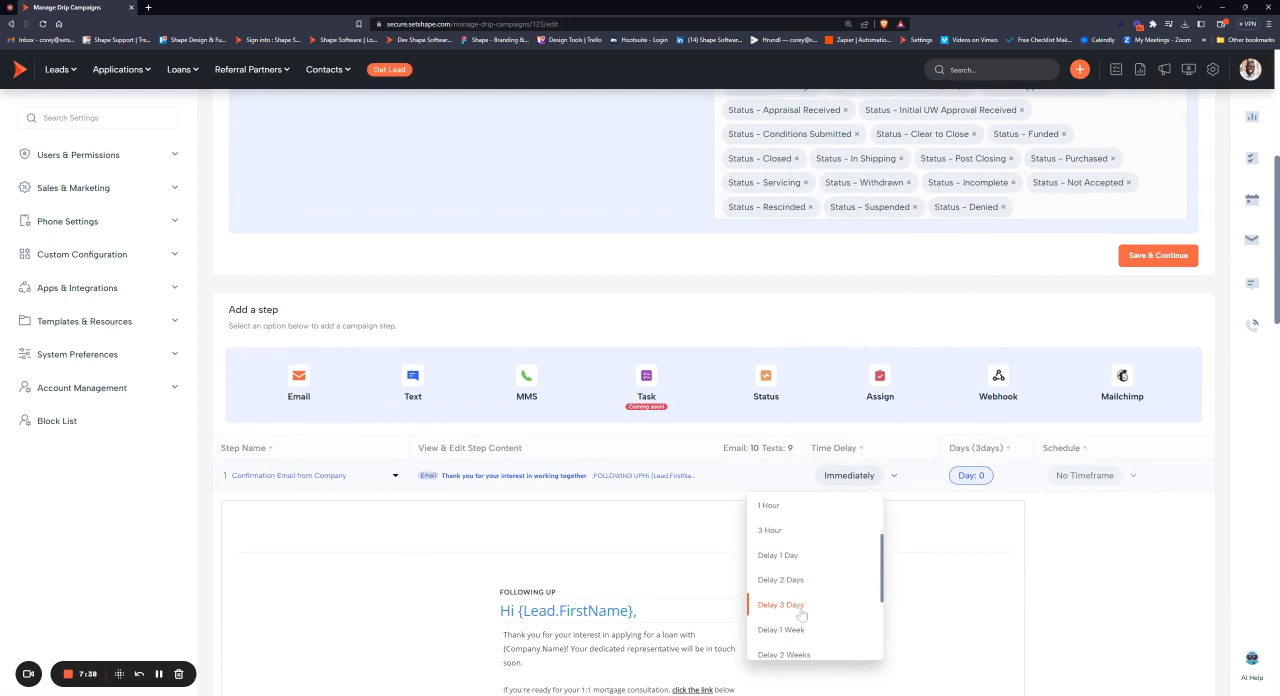 Manage Drip Campaigns
secure.setshape.com/manage-drip-campaigns/123/edit
VPN
Inbox - corey@sets...
Shape Support | Tre...
Shape Design & Fu...
Sign into : Shape S...
Shape Software | Lo...
Dev Shape Softwar...
Shape - Branding &...
Design Tools | Trello
Hootsuite - Login
(14) Shape Softwar...
Hrundl — corey@s...
Zapier | Automatio...
Settings
Videos on Vimeo
Free Checklist Mak...
Calendly
My Meetings - Zoom
Other bookmarks
Leads
Applications
Loans
Referral Partners
Contacts
Get Lead
Search...
Search Settings
Users & Permissions
Sales & Marketing
Phone Settings
Custom Configuration
Apps & Integrations
Templates & Resources
System Preferences
Account Management
Block List
Status - Appraisal Received × Status - Initial UW Approval Received ×
Status - Conditions Submitted × Status - Clear to Close × Status - Funded ×
Status - Closed × Status - In Shipping × Status - Post Closing × Status - Purchased ×
Status - Servicing × Status - Withdrawn × Status - Incomplete × Status - Not Accepted ×
Status - Rescinded × Status - Suspended × Status - Denied ×
Save & Continue
Add a step
Select an option below to add a campaign step.
Email
Text
MMS
Task
Coming soon!
Status
Assign
Webhook
Mailchimp
Step Name View & Edit Step Content Email: 10 Texts: 9 Time Delay Days (3days) Schedule
1 Confirmation Email from Company Email Thank you for your interest in working together ,FOLLOWING UPHi {Lead.FirstNa... Immediately Day: 0 No Timeframe
1 Hour
3 Hour
Delay 1 Day
Delay 2 Days
Delay 3 Days
Delay 1 Week
Delay 2 Weeks
FOLLOWING UP
Hi {Lead.FirstName},
Thank you for your interest in applying for a loan with
{Company.Name}! Your dedicated representative will be in touch
soon.
If you're ready for your 1:1 mortgage consultation, click the link below
7:38
AI Help